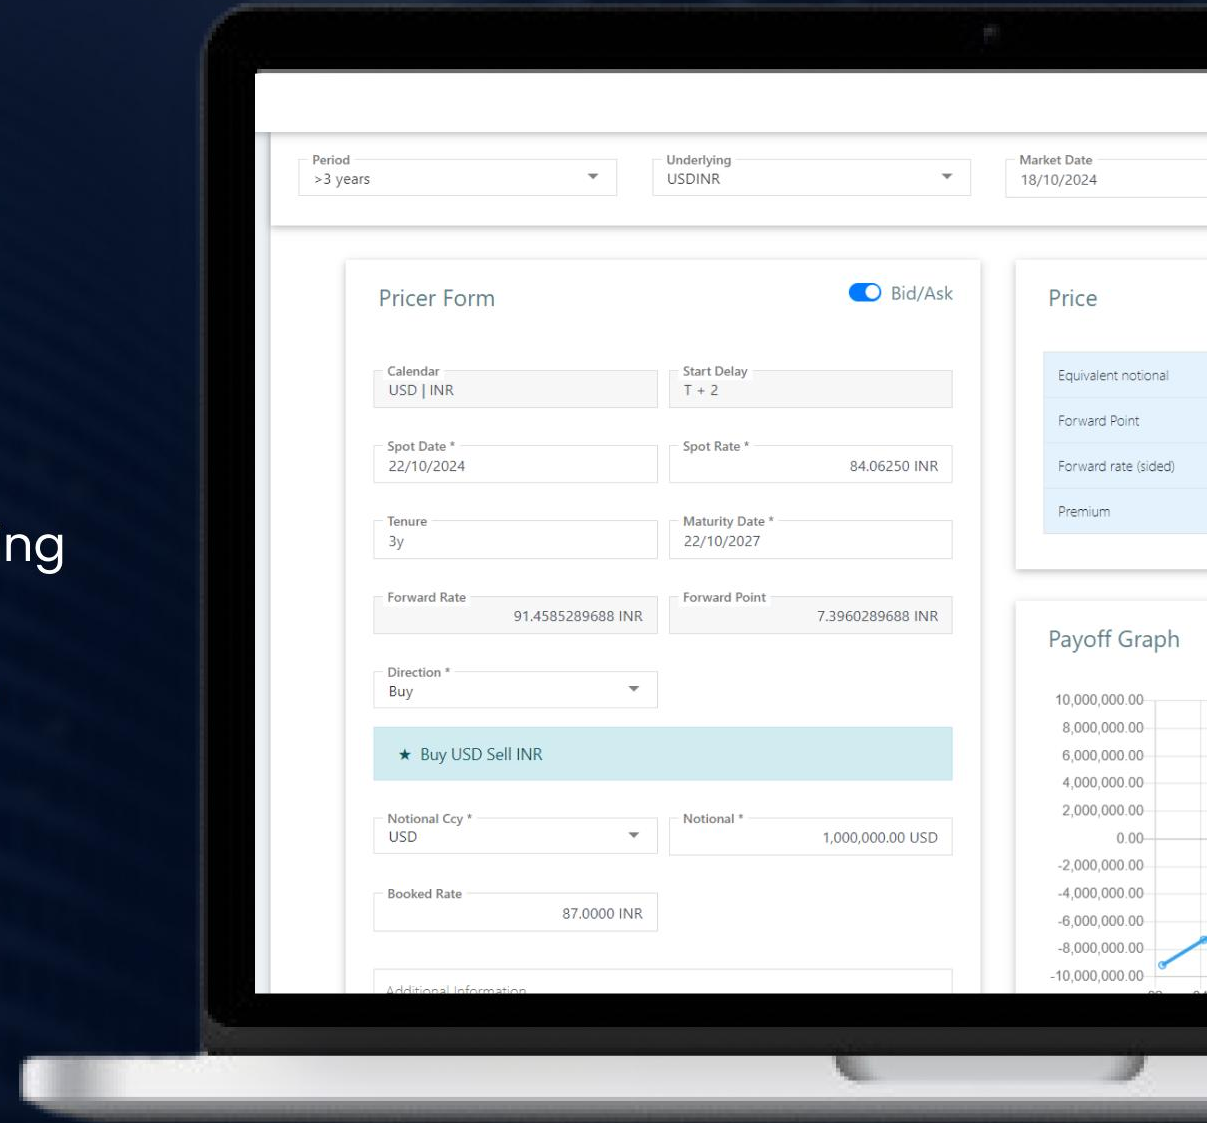 ng
Period
>3 years
Underlying
USDINR
Market Date
18/10/2024
Pricer Form
Bid/Ask
Calendar
USD | INR
Start Delay
T + 2
Spot Date *
22/10/2024
Spot Rate *
84.06250 INR
Tenure
3y
Maturity Date *
22/10/2027
Forward Rate
91.4585289688 INR
Forward Point
7.3960289688 INR
Direction *
Buy
★ Buy USD Sell INR
Notional Ccy *
USD
Notional *
1,000,000.00 USD
Booked Rate
87.0000 INR
Additional Information
Price
Equivalent notional
Forward Point
Forward rate (sided)
Premium
Payoff Graph
10,000,000.00
8,000,000.00
6,000,000.00
4,000,000.00
2,000,000.00
0.00
-2,000,000.00
-4,000,000.00
-6,000,000.00
-8,000,000.00
-10,000,000.00